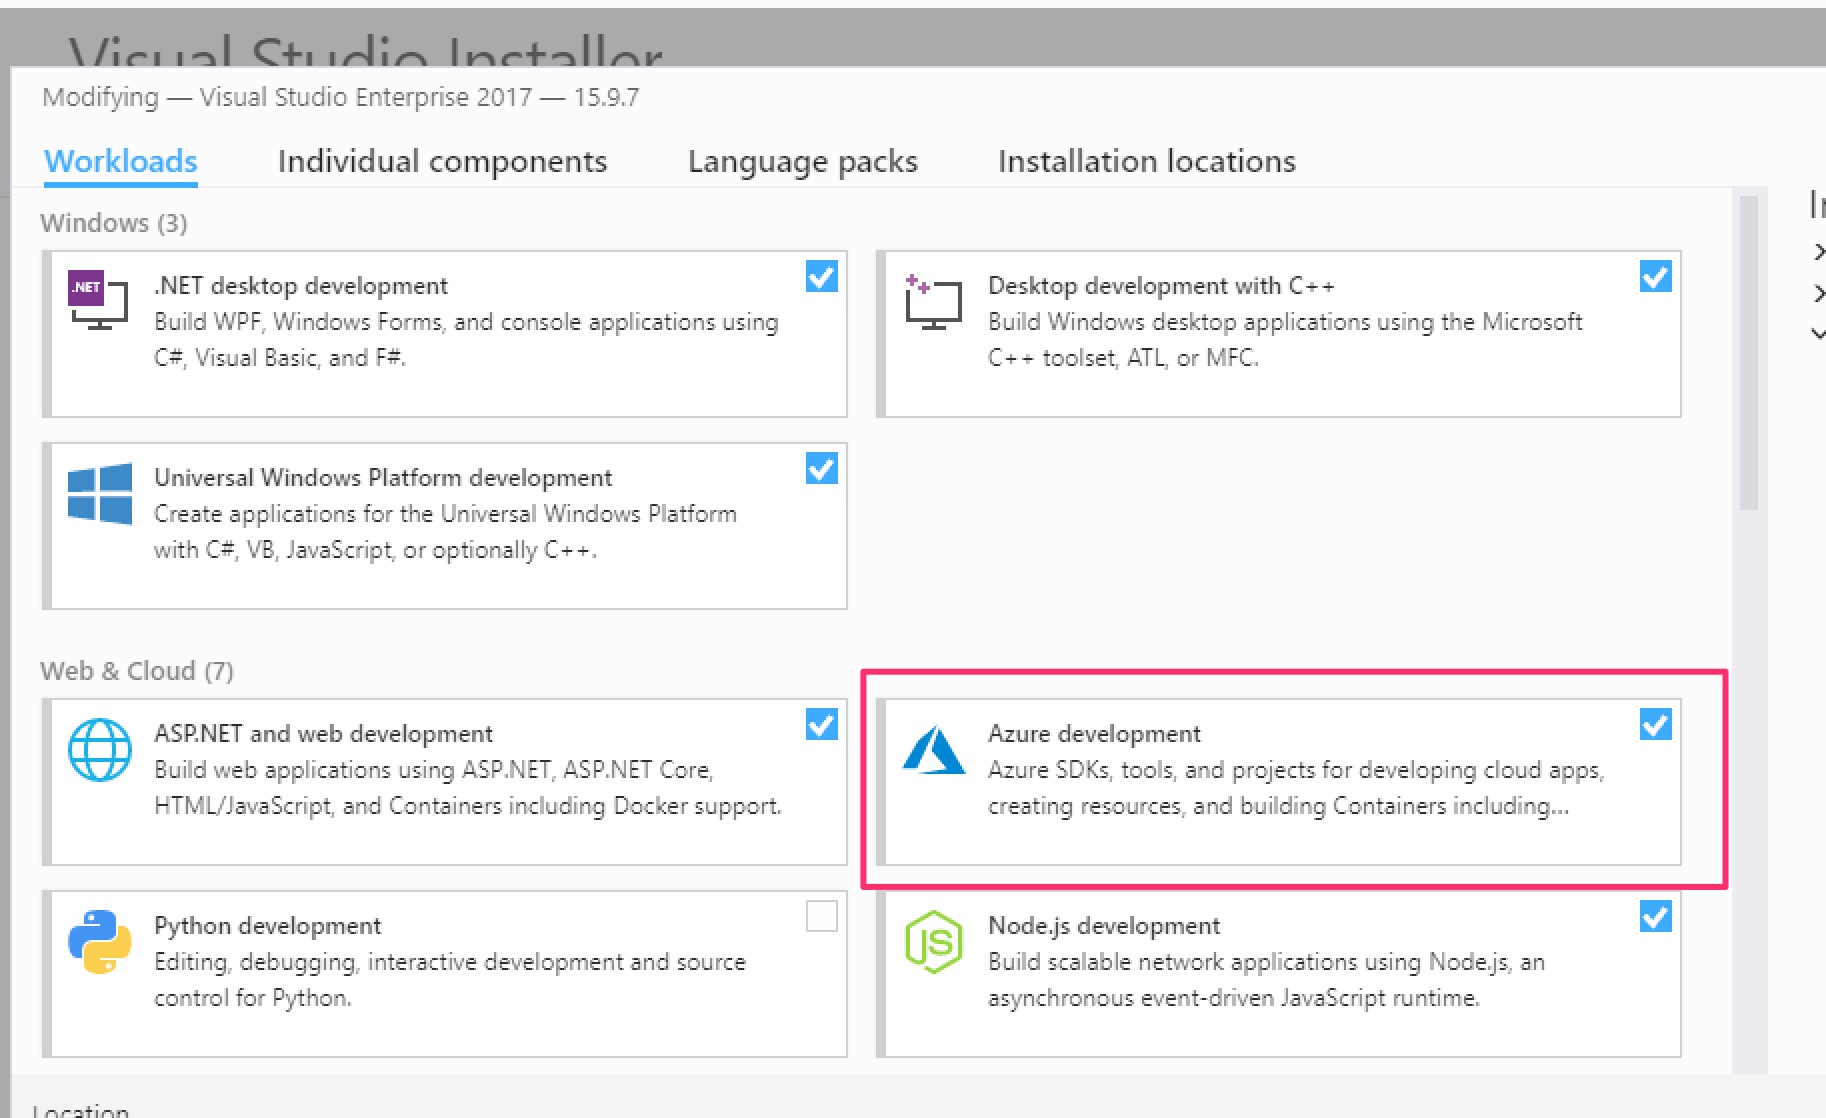 Visual Studio Installer
Modifying — Visual Studio Enterprise 2017 — 15.9.7
Workloads Individual components Language packs Installation locations
Windows (3)
.NET
.NET desktop development
Build WPF, Windows Forms, and console applications using
C#, Visual Basic, and F#.
Desktop development with C++
Build Windows desktop applications using the Microsoft
C++ toolset, ATL, or MFC.
Universal Windows Platform development
Create applications for the Universal Windows Platform
with C#, VB, JavaScript, or optionally C++.
Web & Cloud (7)
ASP.NET and web development
Build web applications using ASP.NET, ASP.NET Core,
HTML/JavaScript, and Containers including Docker support.
Azure development
Azure SDKs, tools, and projects for developing cloud apps,
creating resources, and building Containers including...
Python development
Editing, debugging, interactive development and source
control for Python.
JS
Node.js development
Build scalable network applications using Node.js, an
asynchronous event-driven JavaScript runtime.
Location